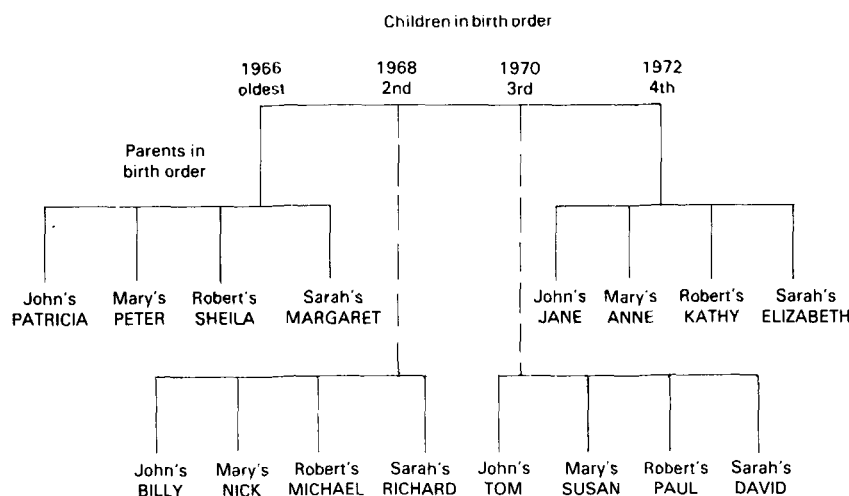 Children in birth order
1966 1968 1970 1972
oldest 2nd 3rd 4th
Parents in
birth order
John's Mary's Robert's Sarah's John's Mary's Robert's Sarah's
PATRICIA PETER SHEILA MARGARET JANE ANNE KATHY ELIZABETH
John's Mary's Robert's Sarah's John's Mary's Robert's Sarah's
BILLY NICK MICHAEL RICHARD TOM SUSAN PAUL DAVID